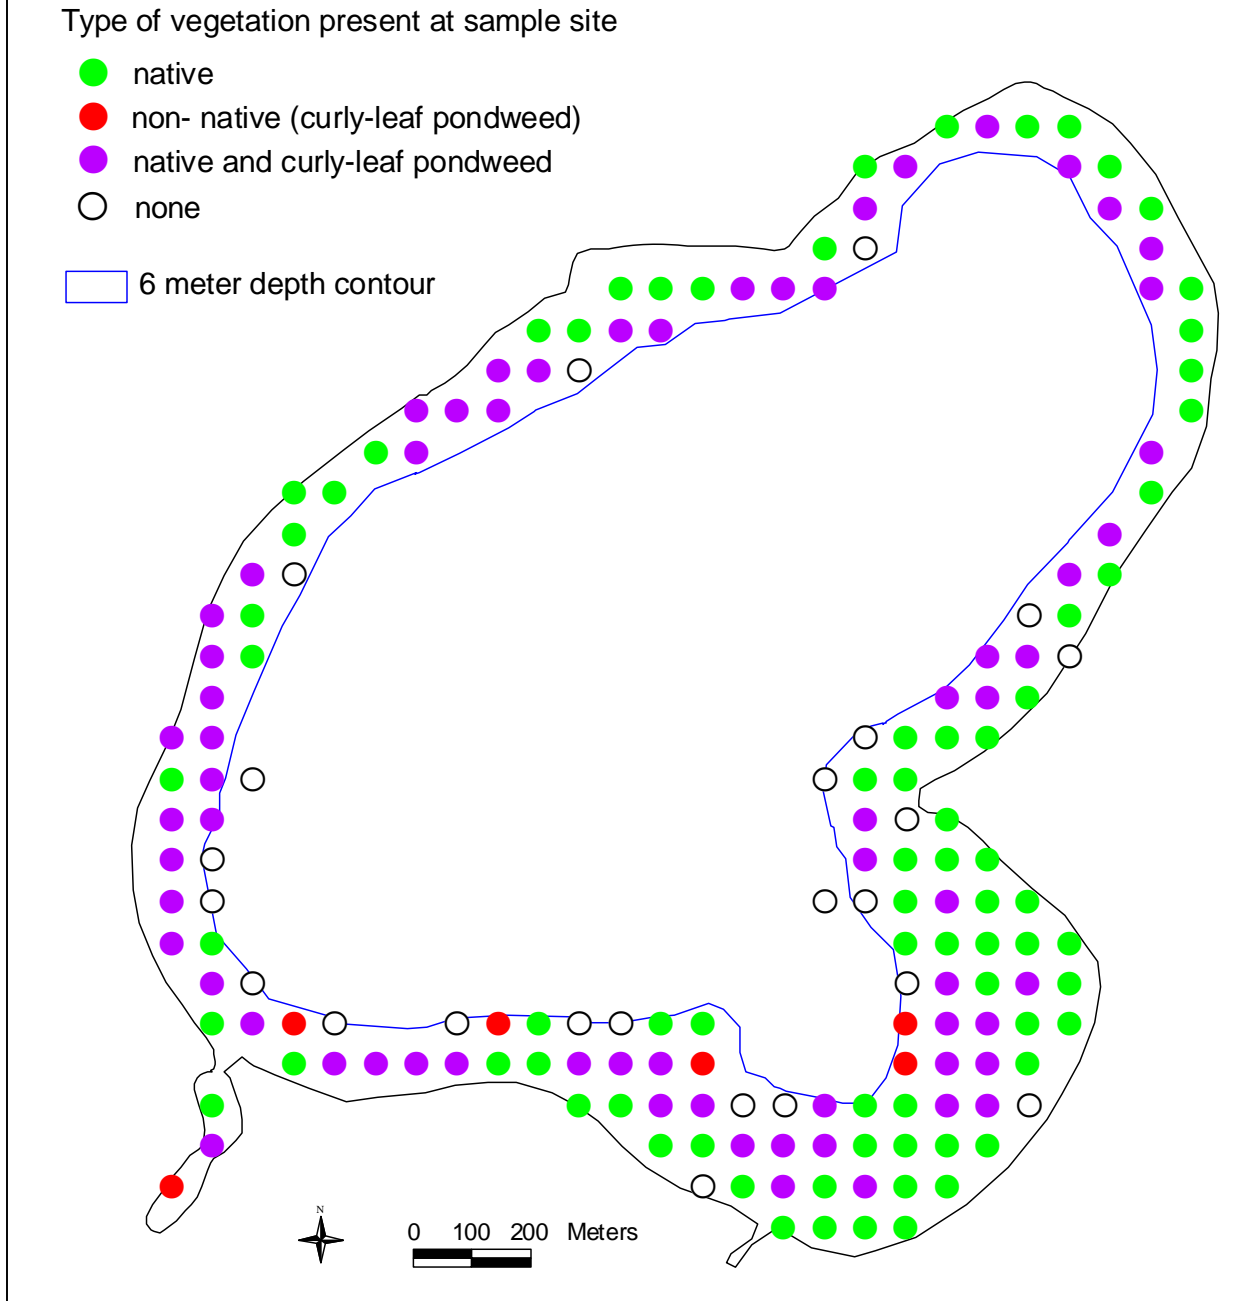 Type of vegetation present at sample site
native
non- native (curly-leaf pondweed)
native and curly-leaf pondweed
none
6 meter depth contour
N
0 100 200 Meters